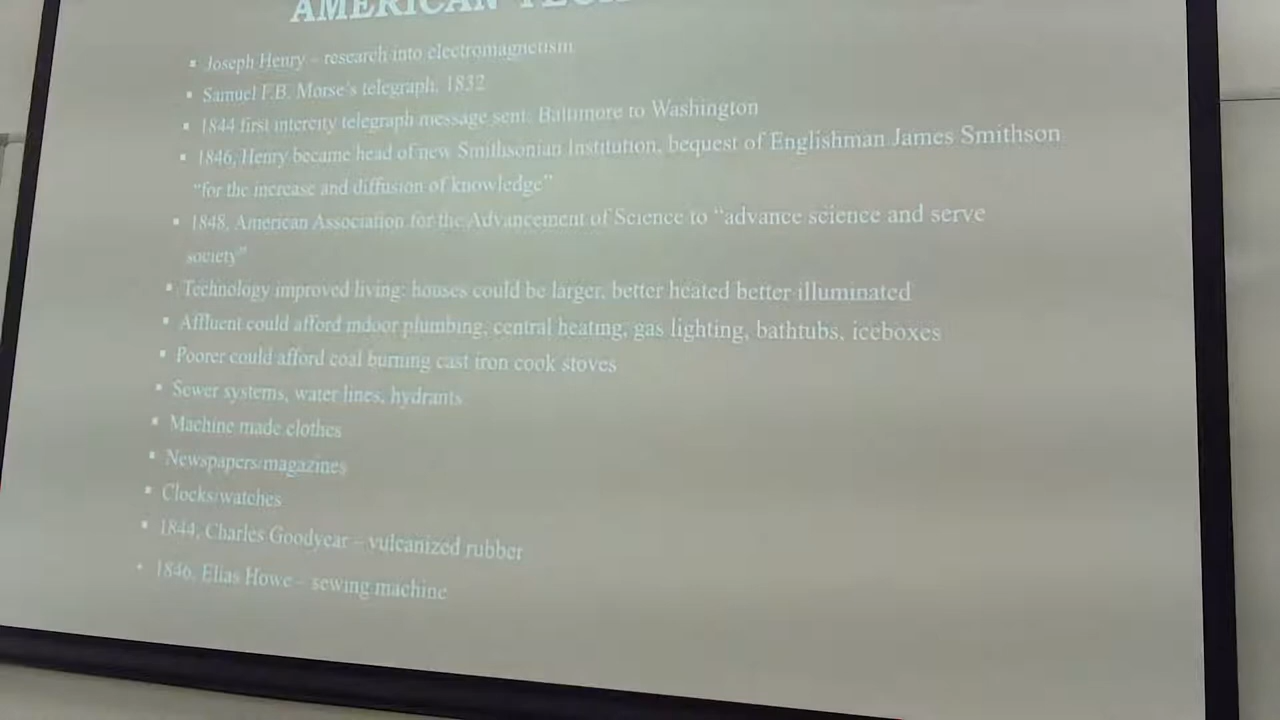 AMERICAN
▪ Joseph Henry – research into electromagnetism
▪ Samuel F.B. Morse's telegraph, 1832
▪ 1844 first intercity telegraph message sent: Baltimore to Washington
▪ 1846, Henry became head of new Smithsonian Institution, bequest of Englishman James Smithson
"for the increase and diffusion of knowledge"
▪ 1848, American Association for the Advancement of Science to "advance science and serve
society"
▪ Technology improved living: houses could be larger, better heated better illuminated
▪ Affluent could afford indoor plumbing, central heating, gas lighting, bathtubs, iceboxes
▪ Poorer could afford coal burning cast iron cook stoves
▪ Sewer systems, water lines, hydrants
▪ Machine made clothes
▪ Newspapers/magazines
▪ Clocks/watches
▪ 1844, Charles Goodyear – vulcanized rubber
▪ 1846, Elias Howe – sewing machine